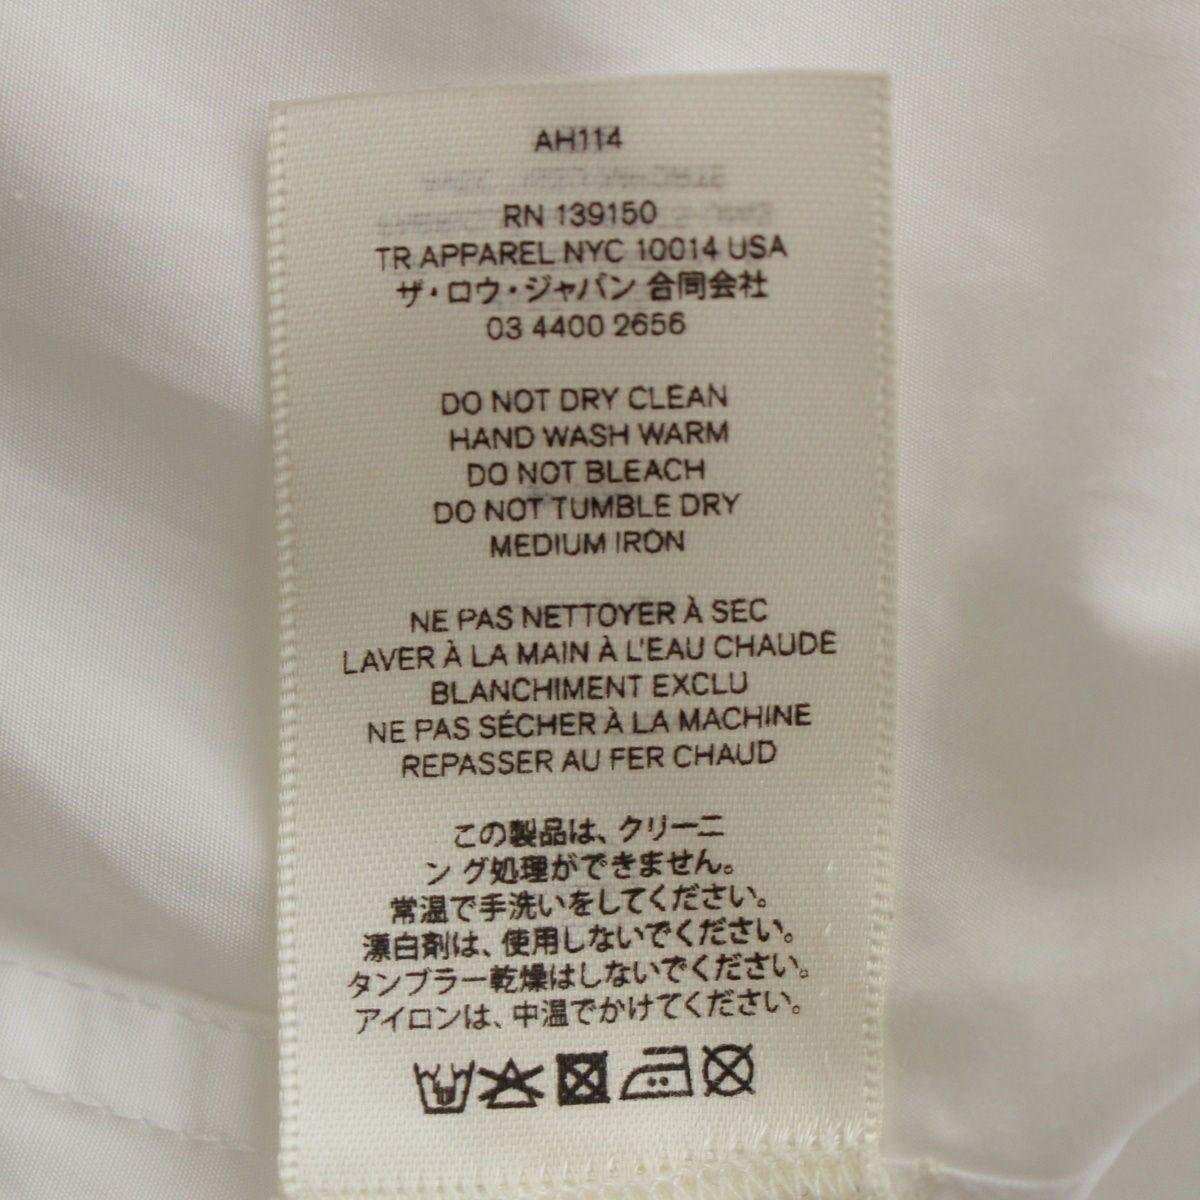 AH114
RN 139150
TR APPAREL NYC 10014 USA
ザ・ロウ・ジャパン 合同会社
03 4400 2656
DO NOT DRY CLEAN
HAND WASH WARM
DO NOT BLEACH
DO NOT TUMBLE DRY
MEDIUM IRON
NE PAS NETTOYER À SEC
LAVER À LA MAIN À L'EAU CHAUDE
BLANCHIMENT EXCLU
NE PAS SÉCHER À LA MACHINE
REPASSER AU FER CHAUD
この製品は、クリーニ
ング処理ができません。
常温で手洗いをしてください。
漂白剤は、使用しないでください。
タンブラー乾燥はしないでください。
アイロンは、中温でかけてください。